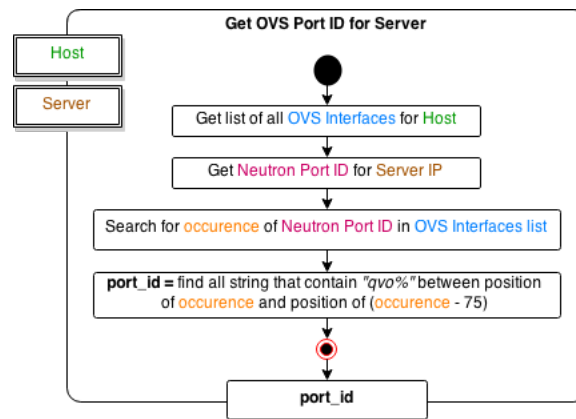 Get OVS Port ID for Server
Host
Server
Get list of all OVS Interfaces for Host
Get Neutron Port ID for Server IP
Search for occurence of Neutron Port ID in OVS Interfaces list
port_id = find all string that contain "qvo%" between position
of occurence and position of (occurence - 75)
port_id